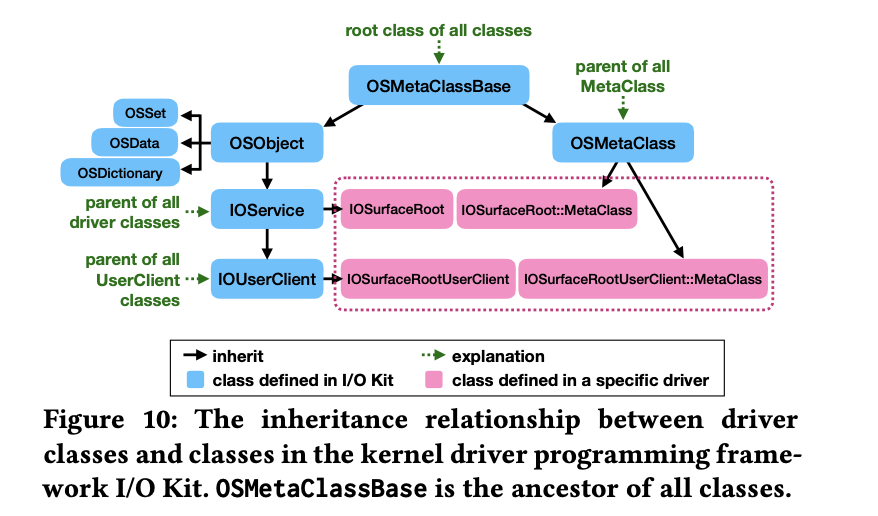 root class of all classes
OSMetaClassBase
parent of all
MetaClass
OSSet
OSData
OSDictionary
OSObject
OSMetaClass
parent of all
driver classes
IOService
IOSurfaceRoot
IOSurfaceRoot::MetaClass
parent of all
UserClient
classes
IOUserClient
IOSurfaceRootUserClient
IOSurfaceRootUserClient::MetaClass
inherit
explanation
class defined in I/O Kit
class defined in a specific driver
Figure 10: The inheritance relationship between driver
classes and classes in the kernel driver programming frame-
work I/O Kit. OSMetaClassBase is the ancestor of all classes.